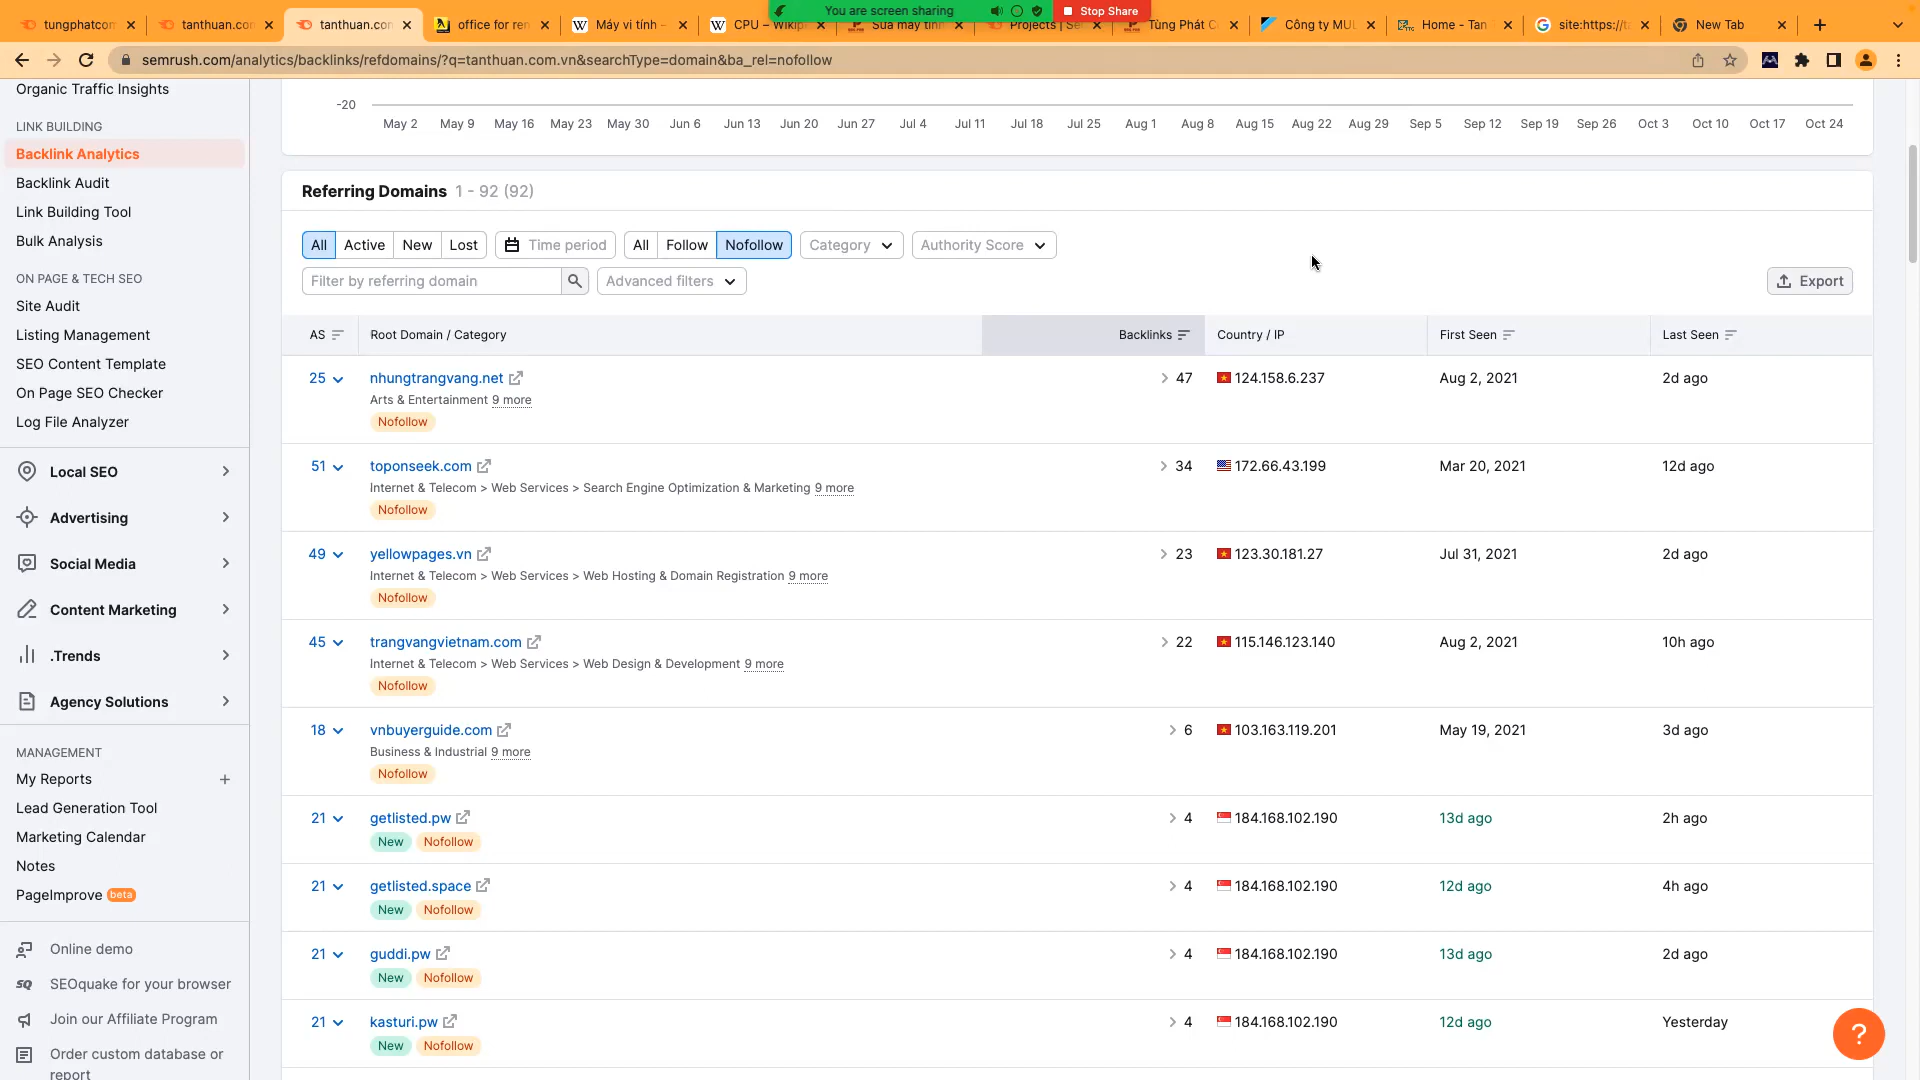 tungphatcom
tanthuan.co
tanthuan.con
office for ren
Máy vi tính –
CPU – Wikip
You are screen sharing
Stop Share
Sửa máy tính
Projects | Se
Tùng Phát C
Công ty MUL
Home - Tan
site:https://ta
New Tab
semrush.com/analytics/backlinks/refdomains/?q=tanthuan.com.vn&searchType=domain&ba_rel=nofollow
Organic Traffic Insights
LINK BUILDING
Backlink Analytics
Backlink Audit
Link Building Tool
Bulk Analysis
ON PAGE & TECH SEO
Site Audit
Listing Management
SEO Content Template
On Page SEO Checker
Log File Analyzer
Local SEO
Advertising
Social Media
Content Marketing
.Trends
Agency Solutions
MANAGEMENT
My Reports
Lead Generation Tool
Marketing Calendar
Notes
PageImprove beta
Online demo
SEOquake for your browser
Join our Affiliate Program
Order custom database or
report
-20
May 2 May 9 May 16 May 23 May 30 Jun 6 Jun 13 Jun 20 Jun 27 Jul 4 Jul 11 Jul 18 Jul 25 Aug 1 Aug 8 Aug 15 Aug 22 Aug 29 Sep 5 Sep 12 Sep 19 Sep 26 Oct 3 Oct 10 Oct 17 Oct 24
Referring Domains 1 - 92 (92)
All Active New Lost Time period All Follow Nofollow Category Authority Score
Filter by referring domain Advanced filters Export
AS Root Domain / Category Backlinks Country / IP First Seen Last Seen
25 nhungtrangvang.net 47 124.158.6.237 Aug 2, 2021 2d ago
Arts & Entertainment 9 more
Nofollow
51 toponseek.com 34 172.66.43.199 Mar 20, 2021 12d ago
Internet & Telecom > Web Services > Search Engine Optimization & Marketing 9 more
Nofollow
49 yellowpages.vn 23 123.30.181.27 Jul 31, 2021 2d ago
Internet & Telecom > Web Services > Web Hosting & Domain Registration 9 more
Nofollow
45 trangvangvietnam.com 22 115.146.123.140 Aug 2, 2021 10h ago
Internet & Telecom > Web Services > Web Design & Development 9 more
Nofollow
18 vnbuyerguide.com 6 103.163.119.201 May 19, 2021 3d ago
Business & Industrial 9 more
Nofollow
21 getlisted.pw 4 184.168.102.190 13d ago 2h ago
New Nofollow
21 getlisted.space 4 184.168.102.190 12d ago 4h ago
New Nofollow
21 guddi.pw 4 184.168.102.190 13d ago 2d ago
New Nofollow
21 kasturi.pw 4 184.168.102.190 12d ago Yesterday
New Nofollow
?